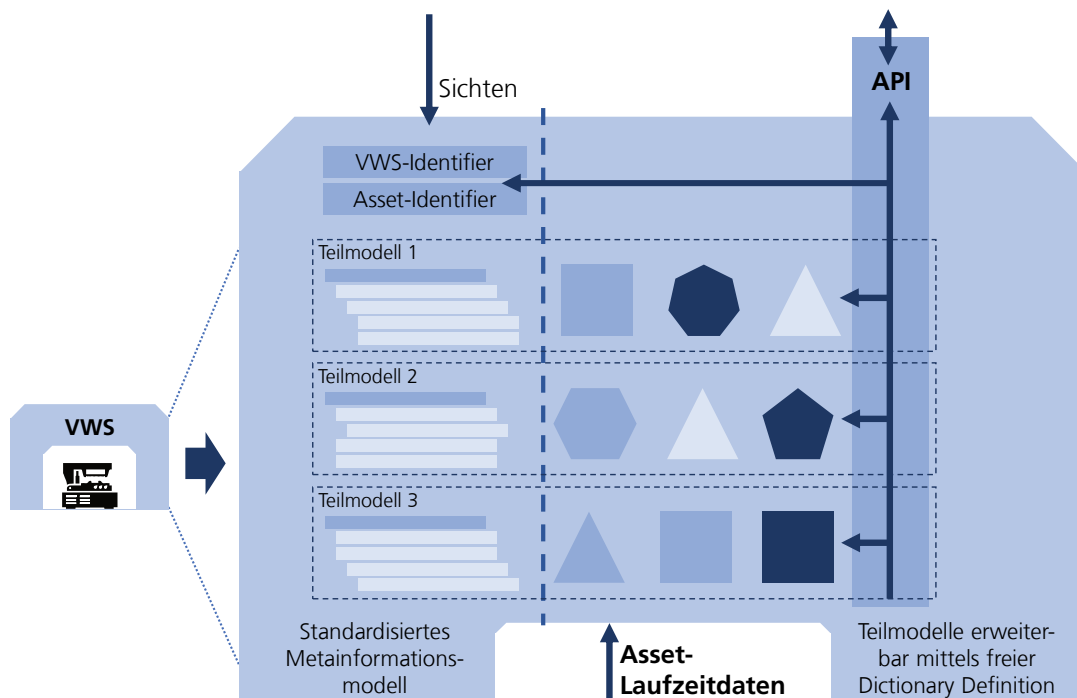 Sichten
API
VWS-Identifier
Asset-Identifier
Teilmodell 1
Teilmodell 2
VWS
Teilmodell 3
Standardisiertes
Metainformations-
modell
Asset-
Laufzeitdaten
Teilmodelle erweiter-
bar mittels freier
Dictionary Definition